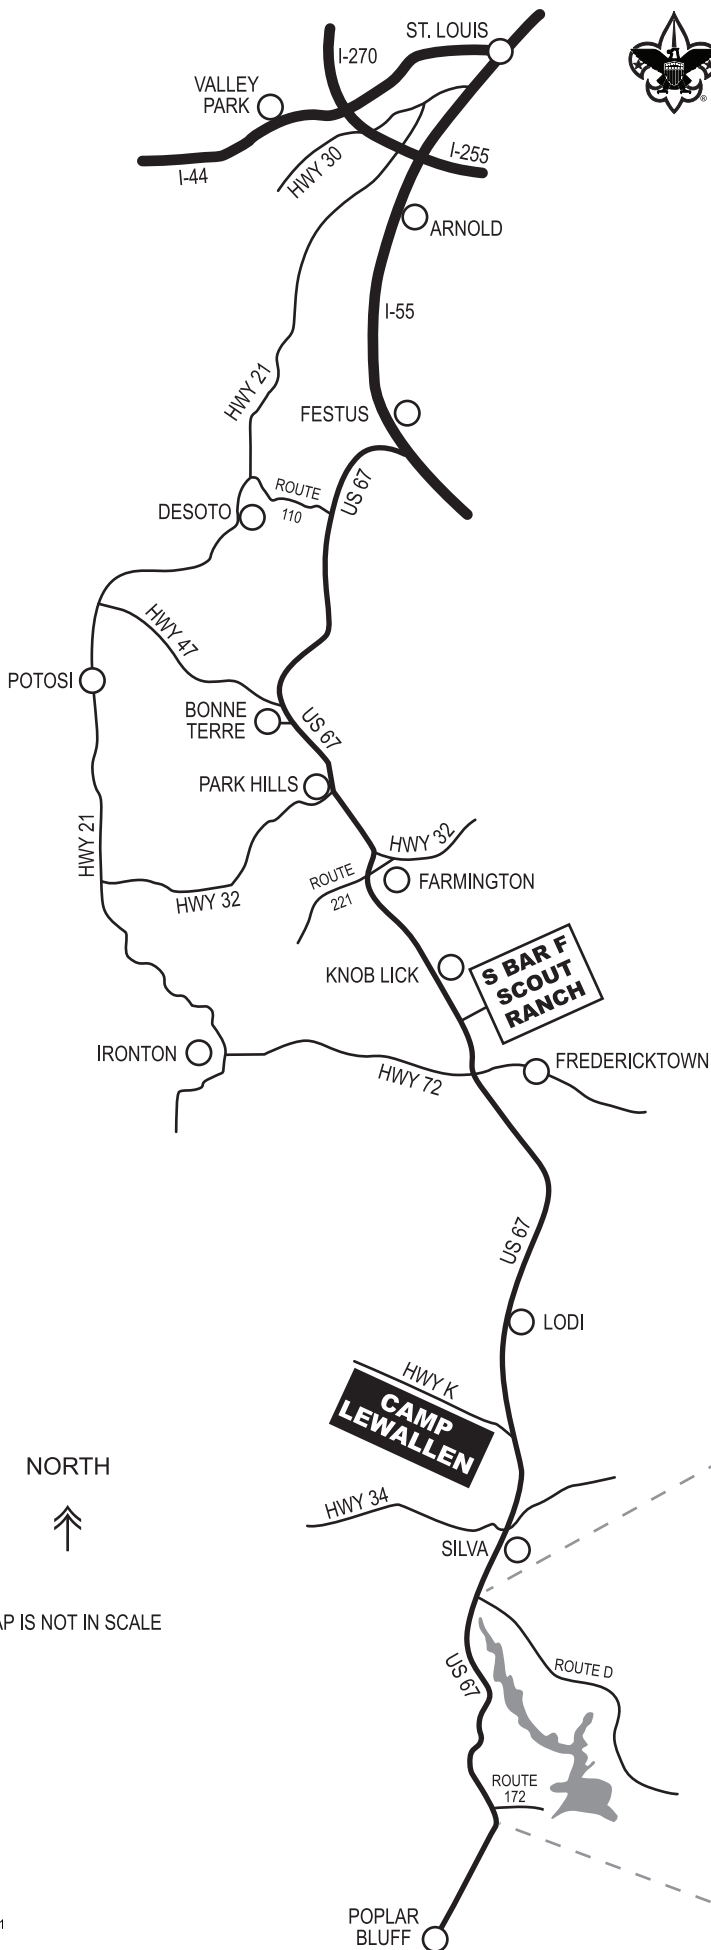 ST. LOUIS
I-270
VALLEY
PARK
®
HWY 30
I-255
I-44
ARNOLD
I-55
HWY 21
FESTUS
US 67
ROUTE
110
DESOTO
HWY 47
POTOSI
BONNE
TERRE
US 67
PARK HILLS
HWY 21
HWY 32
ROUTE
221
FARMINGTON
HWY 32
KNOB LICK
S BAR F
SCOUT
RANCH
IRONTON
FREDERICKTOWN
HWY 72
US 67
LODI
HWY K
CAMP
LEWALLEN
NORTH
HWY 34
SILVA
AP IS NOT IN SCALE
US 67
ROUTE D
ROUTE
172
POPLAR
BLUFF
1